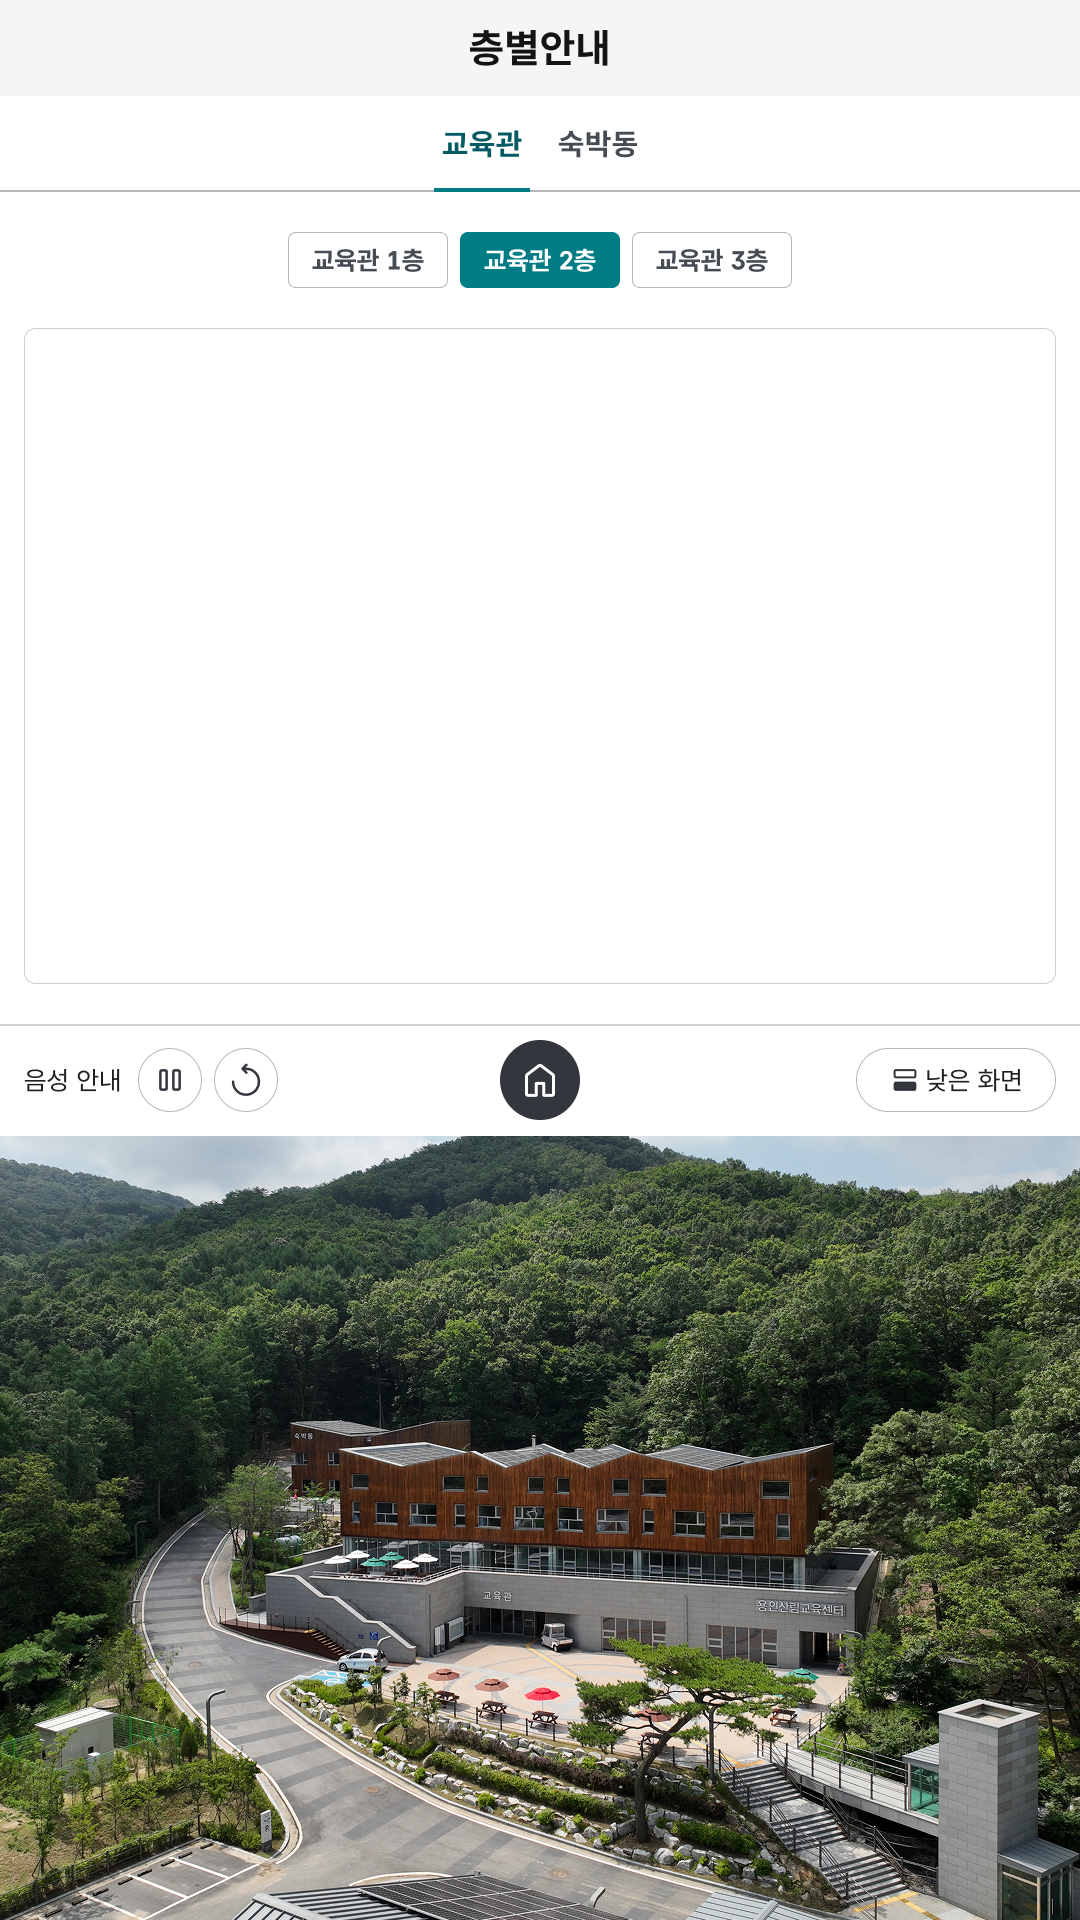 층별안내
교육관 숙박동
교육관 1층 교육관 2층 교육관 3층
음성 안내
낮은 화면
숙박동
교육관
용인산림교육센터